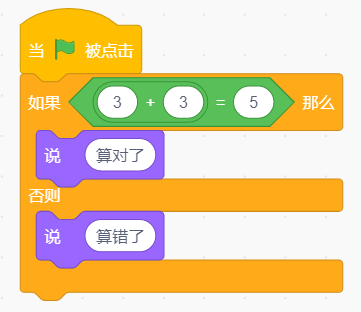 当 被点击
如果 3 + 3 = 5 那么
说 算对了
否则
说 算错了